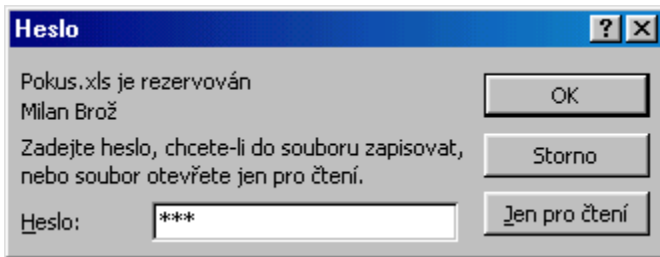 Heslo
Pokus.xls je rezervován
Milan Brož
Zadejte heslo, chcete-li do souboru zapisovat,
nebo soubor otevřete jen pro čtení.
Heslo: ***
OK
Storno
Jen pro čtení